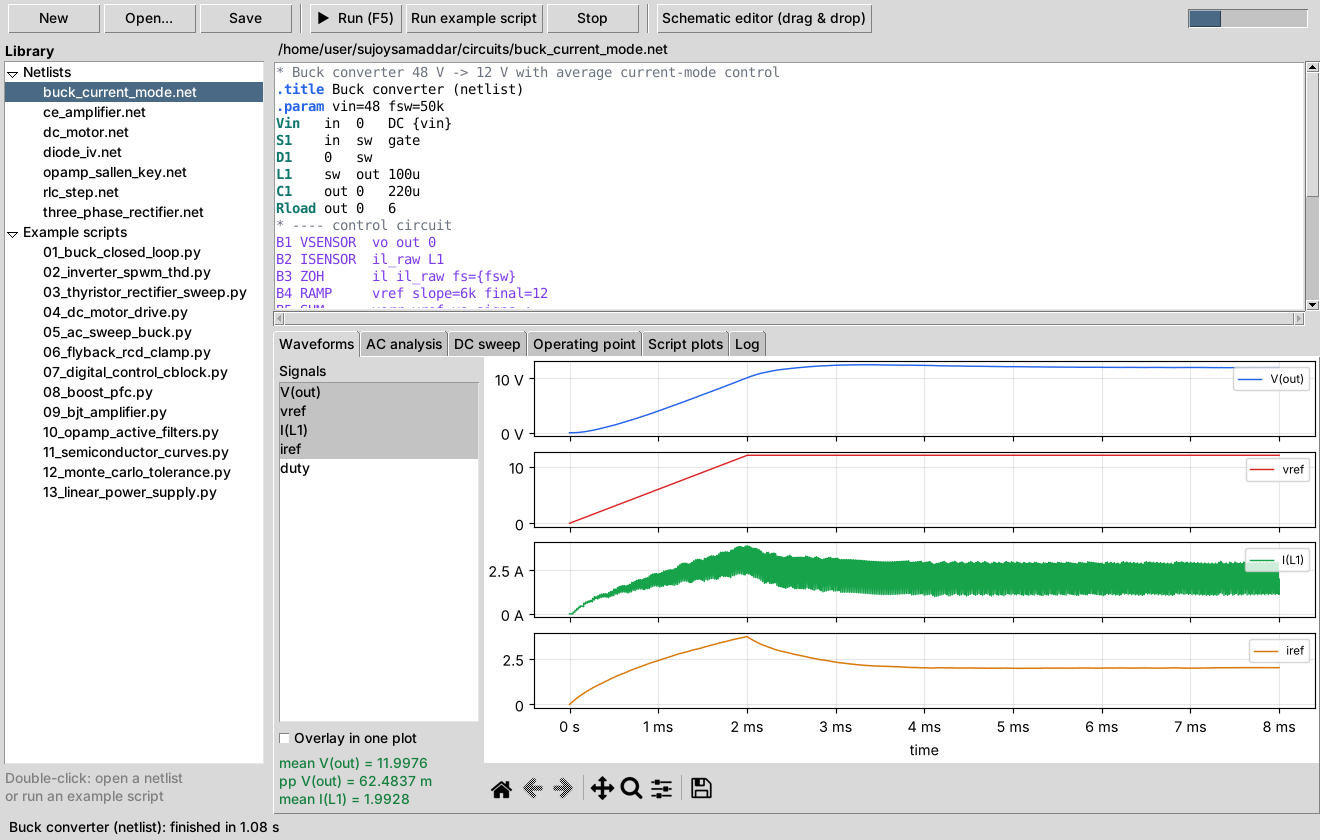 New Open... Save Run (F5) Run example script Stop Schematic editor (drag & drop)
Library
Netlists
buck_current_mode.net
ce_amplifier.net
dc_motor.net
diode_iv.net
opamp_sallen_key.net
rlc_step.net
three_phase_rectifier.net
Example scripts
01_buck_closed_loop.py
02_inverter_spwm_thd.py
03_thyristor_rectifier_sweep.py
04_dc_motor_drive.py
05_ac_sweep_buck.py
06_flyback_rcd_clamp.py
07_digital_control_cblock.py
08_boost_pfc.py
09_bjt_amplifier.py
10_opamp_active_filters.py
11_semiconductor_curves.py
12_monte_carlo_tolerance.py
13_linear_power_supply.py
Double-click: open a netlist
or run an example script
/home/user/sujoysamaddar/circuits/buck_current_mode.net
* Buck converter 48 V -> 12 V with average current-mode control
.title Buck converter (netlist)
.param vin=48 fsw=50k
Vin in 0 DC {vin}
S1 in sw gate
D1 0 sw
L1 sw out 100u
C1 out 0 220u
Rload out 0 6
* ---- control circuit
B1 VSENSOR vo out 0
B2 ISENSOR il_raw L1
B3 ZOH il il_raw fs={fsw}
B4 RAMP vref slope=6k final=12
Waveforms AC analysis DC sweep Operating point Script plots Log
Signals
V(out)
vref
I(L1)
iref
duty
Overlay in one plot
mean V(out) = 11.9976
pp V(out) = 62.4837 m
mean I(L1) = 1.9928
10 V
0 V
V(out)
10
0
vref
2.5 A
0 A
I(L1)
2.5
0
iref
0 s 1 ms 2 ms 3 ms 4 ms 5 ms 6 ms 7 ms 8 ms
time
Buck converter (netlist): finished in 1.08 s